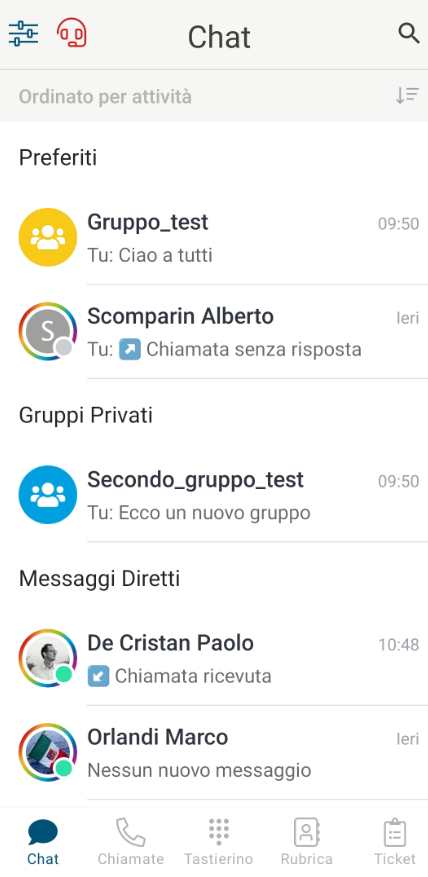 Chat
Ordinato per attività
Preferiti
Gruppo_test 09:50
Tu: Ciao a tutti
S
Scomparin Alberto Ieri
Tu: Chiamata senza risposta
Gruppi Privati
Secondo_gruppo_test 09:50
Tu: Ecco un nuovo gruppo
Messaggi Diretti
De Cristan Paolo 10:48
Chiamata ricevuta
Orlandi Marco Ieri
Nessun nuovo messaggio
Chat Chiamate Tastierino Rubrica Ticket